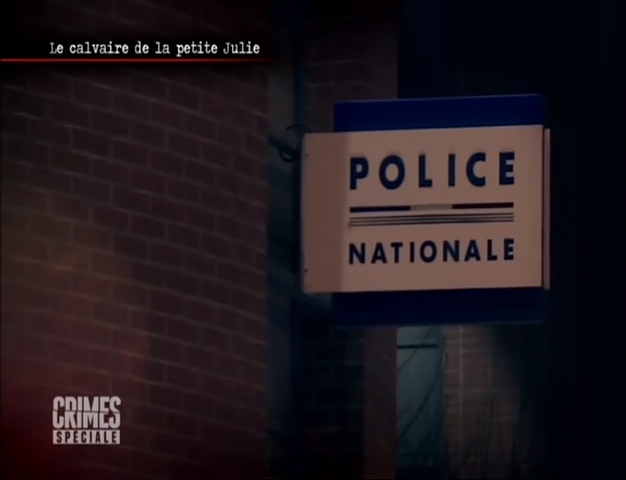 Le calvaire de la petite Julie
POLICE
NATIONALE
CRIMES
SPÉCIALE